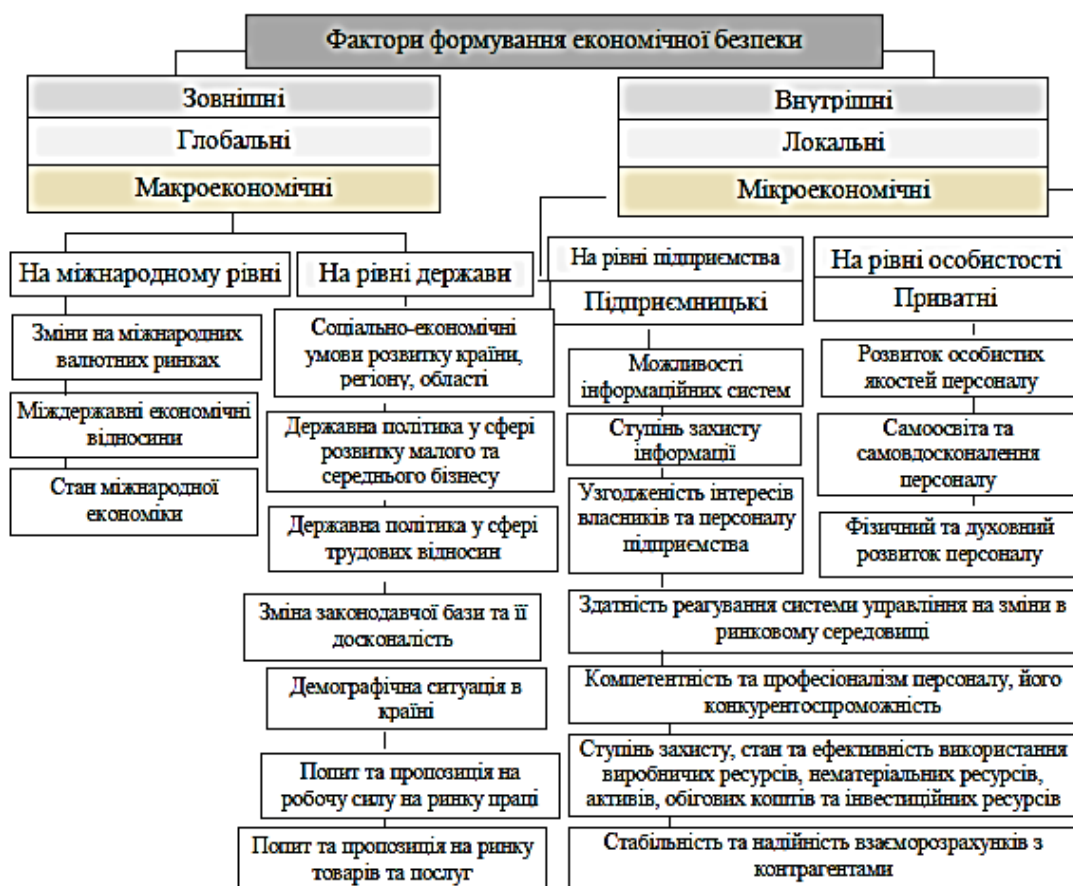 Фактори формування економічної безпеки
Зовнішні
Глобальні
Макроекономічні
Внутрішні
Локальні
Мікроекономічні
На міжнародному рівні
Зміни на міжнародних
валютних ринках
Міждержавні економічні
відносини
Стан міжнародної
економіки
На рівні держави
Соціально-економічні
умови розвитку країни,
регіону, області
Державна політика у сфері
розвитку малого та
середнього бізнесу
Державна політика у сфері
трудових відносин
Зміна законодавчої бази та її
досконалість
Демографічна ситуація в
країні
Попит та пропозиція на
робочу силу на ринку праці
Попит та пропозиція на ринку
товарів та послуг
На рівні підприємства
Підприємницькі
Можливості
інформаційних систем
Ступінь захисту
інформації
Узгодженість інтересів
власників та персоналу
підприємства
Здатність реагування системи управління на зміни в
ринковому середовищі
Компетентність та професіоналізм персоналу, його
конкурентоспроможність
Ступінь захисту, стан та ефективність використання
виробничих ресурсів, нематеріальних ресурсів,
активів, обігових коштів та інвестиційних ресурсів
Стабільність та надійність взаєморозрахунків з
контрагентами
На рівні особистості
Приватні
Розвиток особистих
якостей персоналу
Самоосвіта та
самовдосконалення
персоналу
Фізичний та духовний
розвиток персоналу